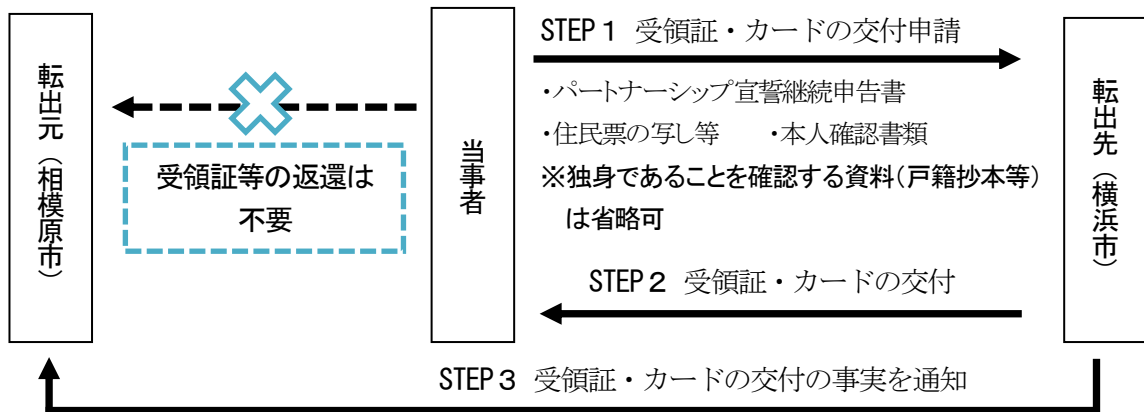 転出元（相模原市）
受領証等の返還は
不要
当事者
STEP１ 受領証・カードの交付申請
・パートナーシップ宣誓継続申告書
・住民票の写し等　・本人確認書類
※独身であることを確認する資料（戸籍抄本等）
は省略可
STEP２ 受領証・カードの交付
転出先（横浜市）
STEP３ 受領証・カードの交付の事実を通知